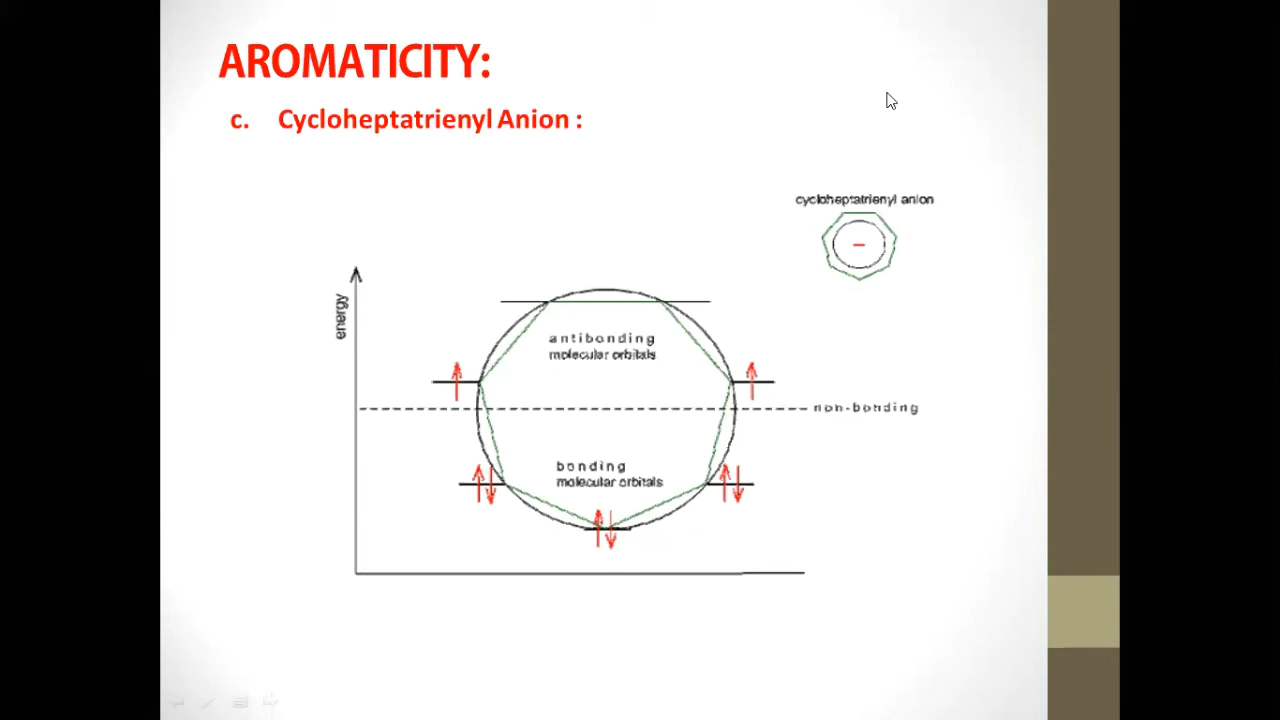 AROMATICITY:
c. Cycloheptatrienyl Anion :
cycloheptatrienyl anion
−
energy
antibonding
molecular orbitals
non-bonding
bonding
molecular orbitals